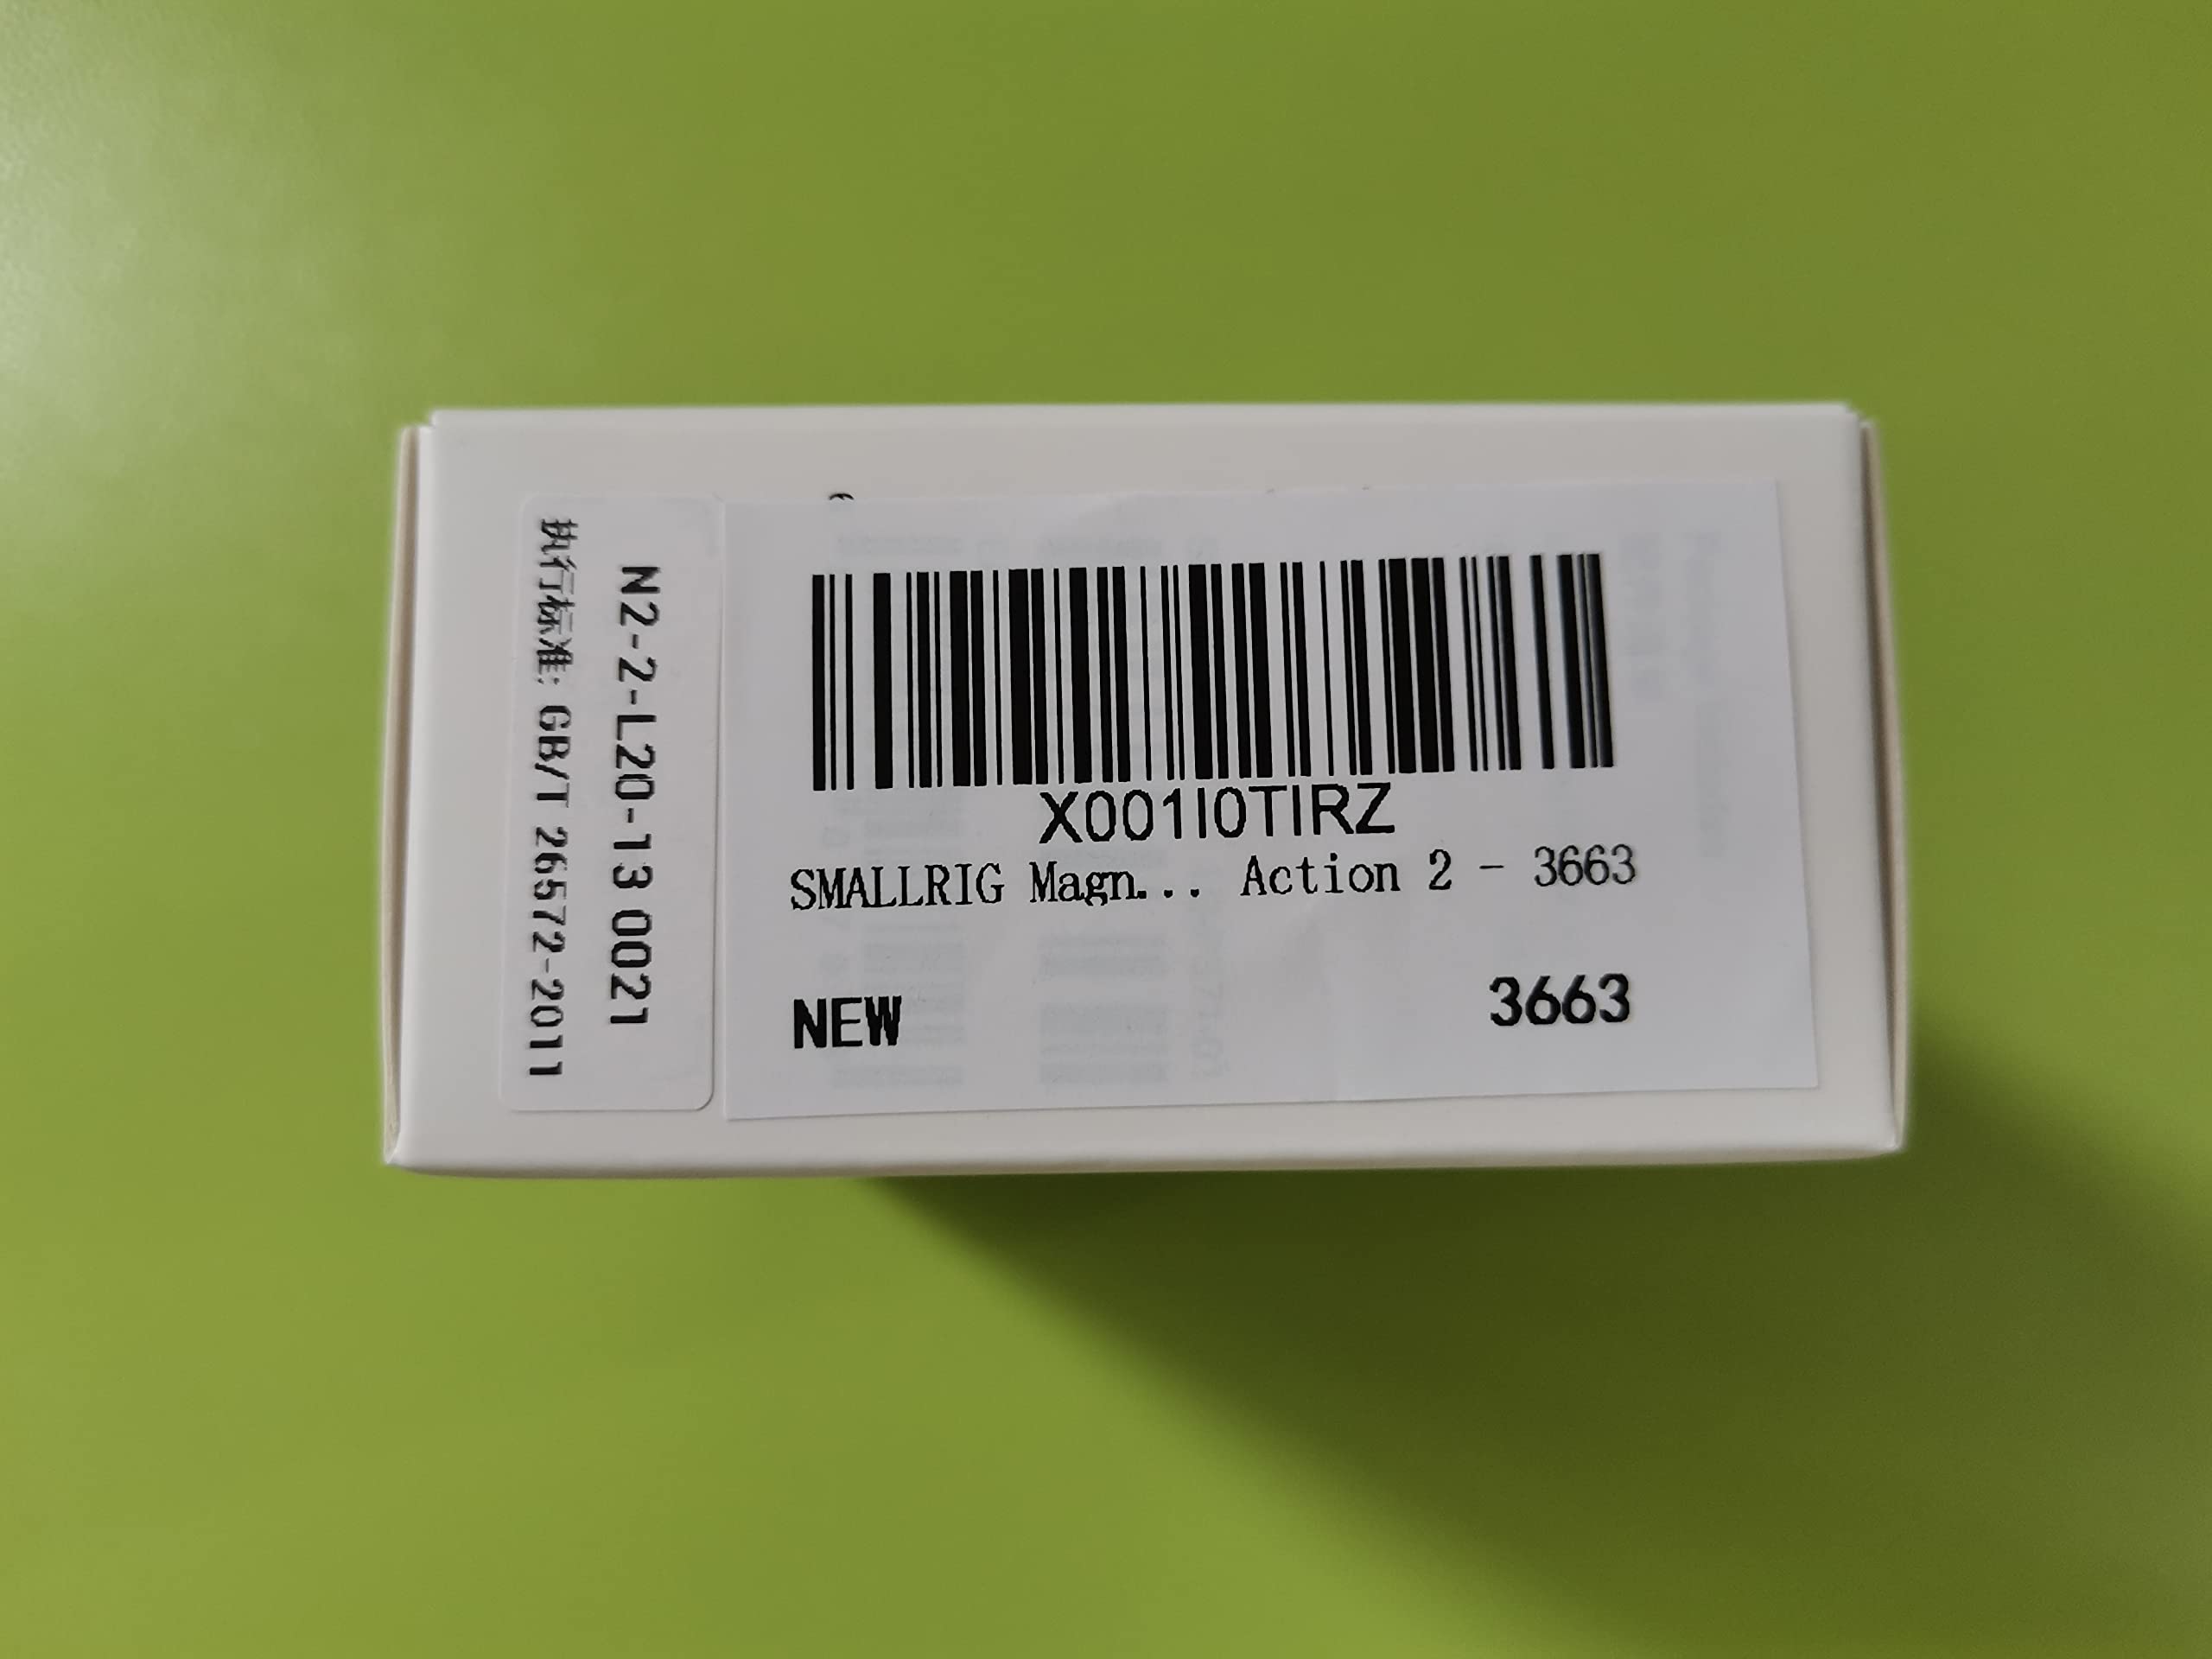 执行标准: GB/T 26572-2011
N2-2-L20-13 0021
X001I0TIRZ
SMALLRIG Magn... Action 2 - 3663
NEW 3663